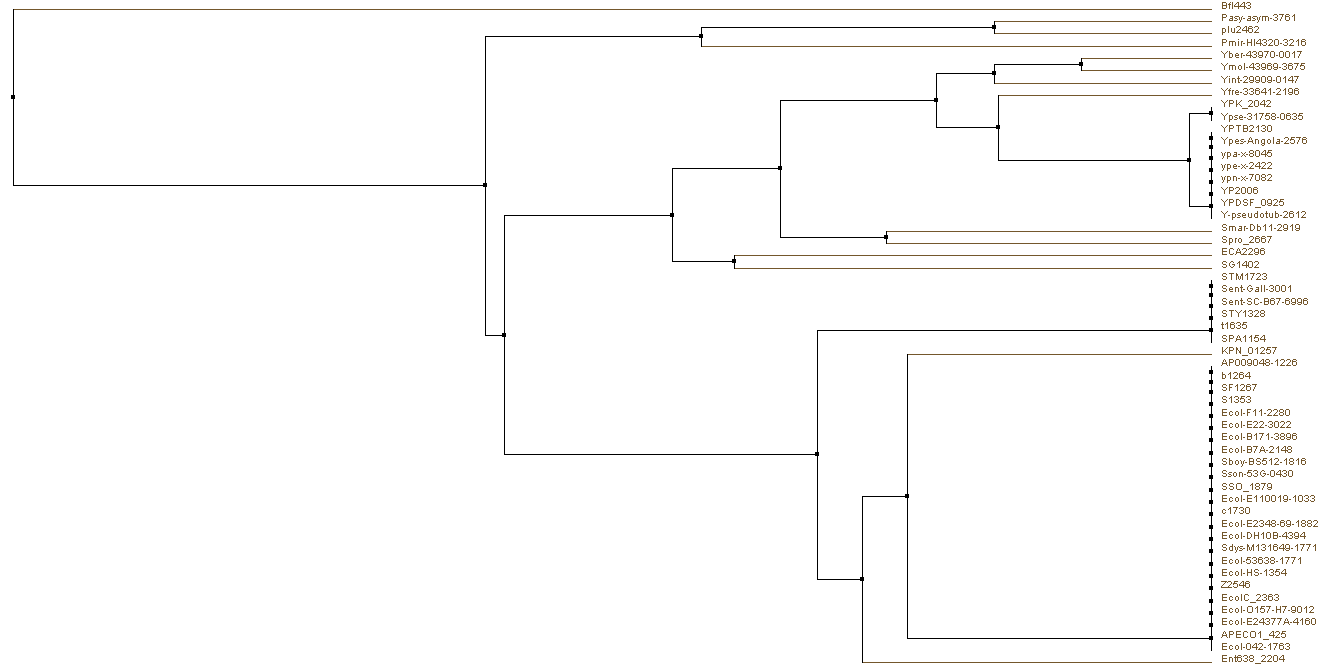 Bfl443
Pasy-asym-3761
plu2462
Pmir-HI4320-3216
Yber-43970-0017
Ymol-43969-3675
Yint-29909-0147
Yfre-33641-2196
YPK_2042
Ypse-31758-0635
YPTB2130
Ypes-Angola-2576
ypa-x-8045
ype-x-2422
ypn-x-7082
YP2006
YPDSF_0925
Y-pseudotub-2612
Smar-Db11-2919
Spro_2667
ECA2296
SG1402
STM1723
Sent-Gall-3001
Sent-SC-B67-6996
STY1328
t1635
SPA1154
KPN_01257
AP009048-1226
b1264
SF1267
S1353
Ecol-F11-2280
Ecol-E22-3022
Ecol-B171-3896
Ecol-B7A-2148
Sboy-BS512-1816
Sson-53G-0430
SSO_1879
Ecol-E110019-1033
c1730
Ecol-E2348-69-1882
Ecol-DH10B-4394
Sdys-M131649-1771
Ecol-53638-1771
Ecol-HS-1354
Z2546
EcolC_2363
Ecol-O157-H7-9012
Ecol-E24377A-4160
APECO1_425
Ecol-042-1763
Ent638_2204